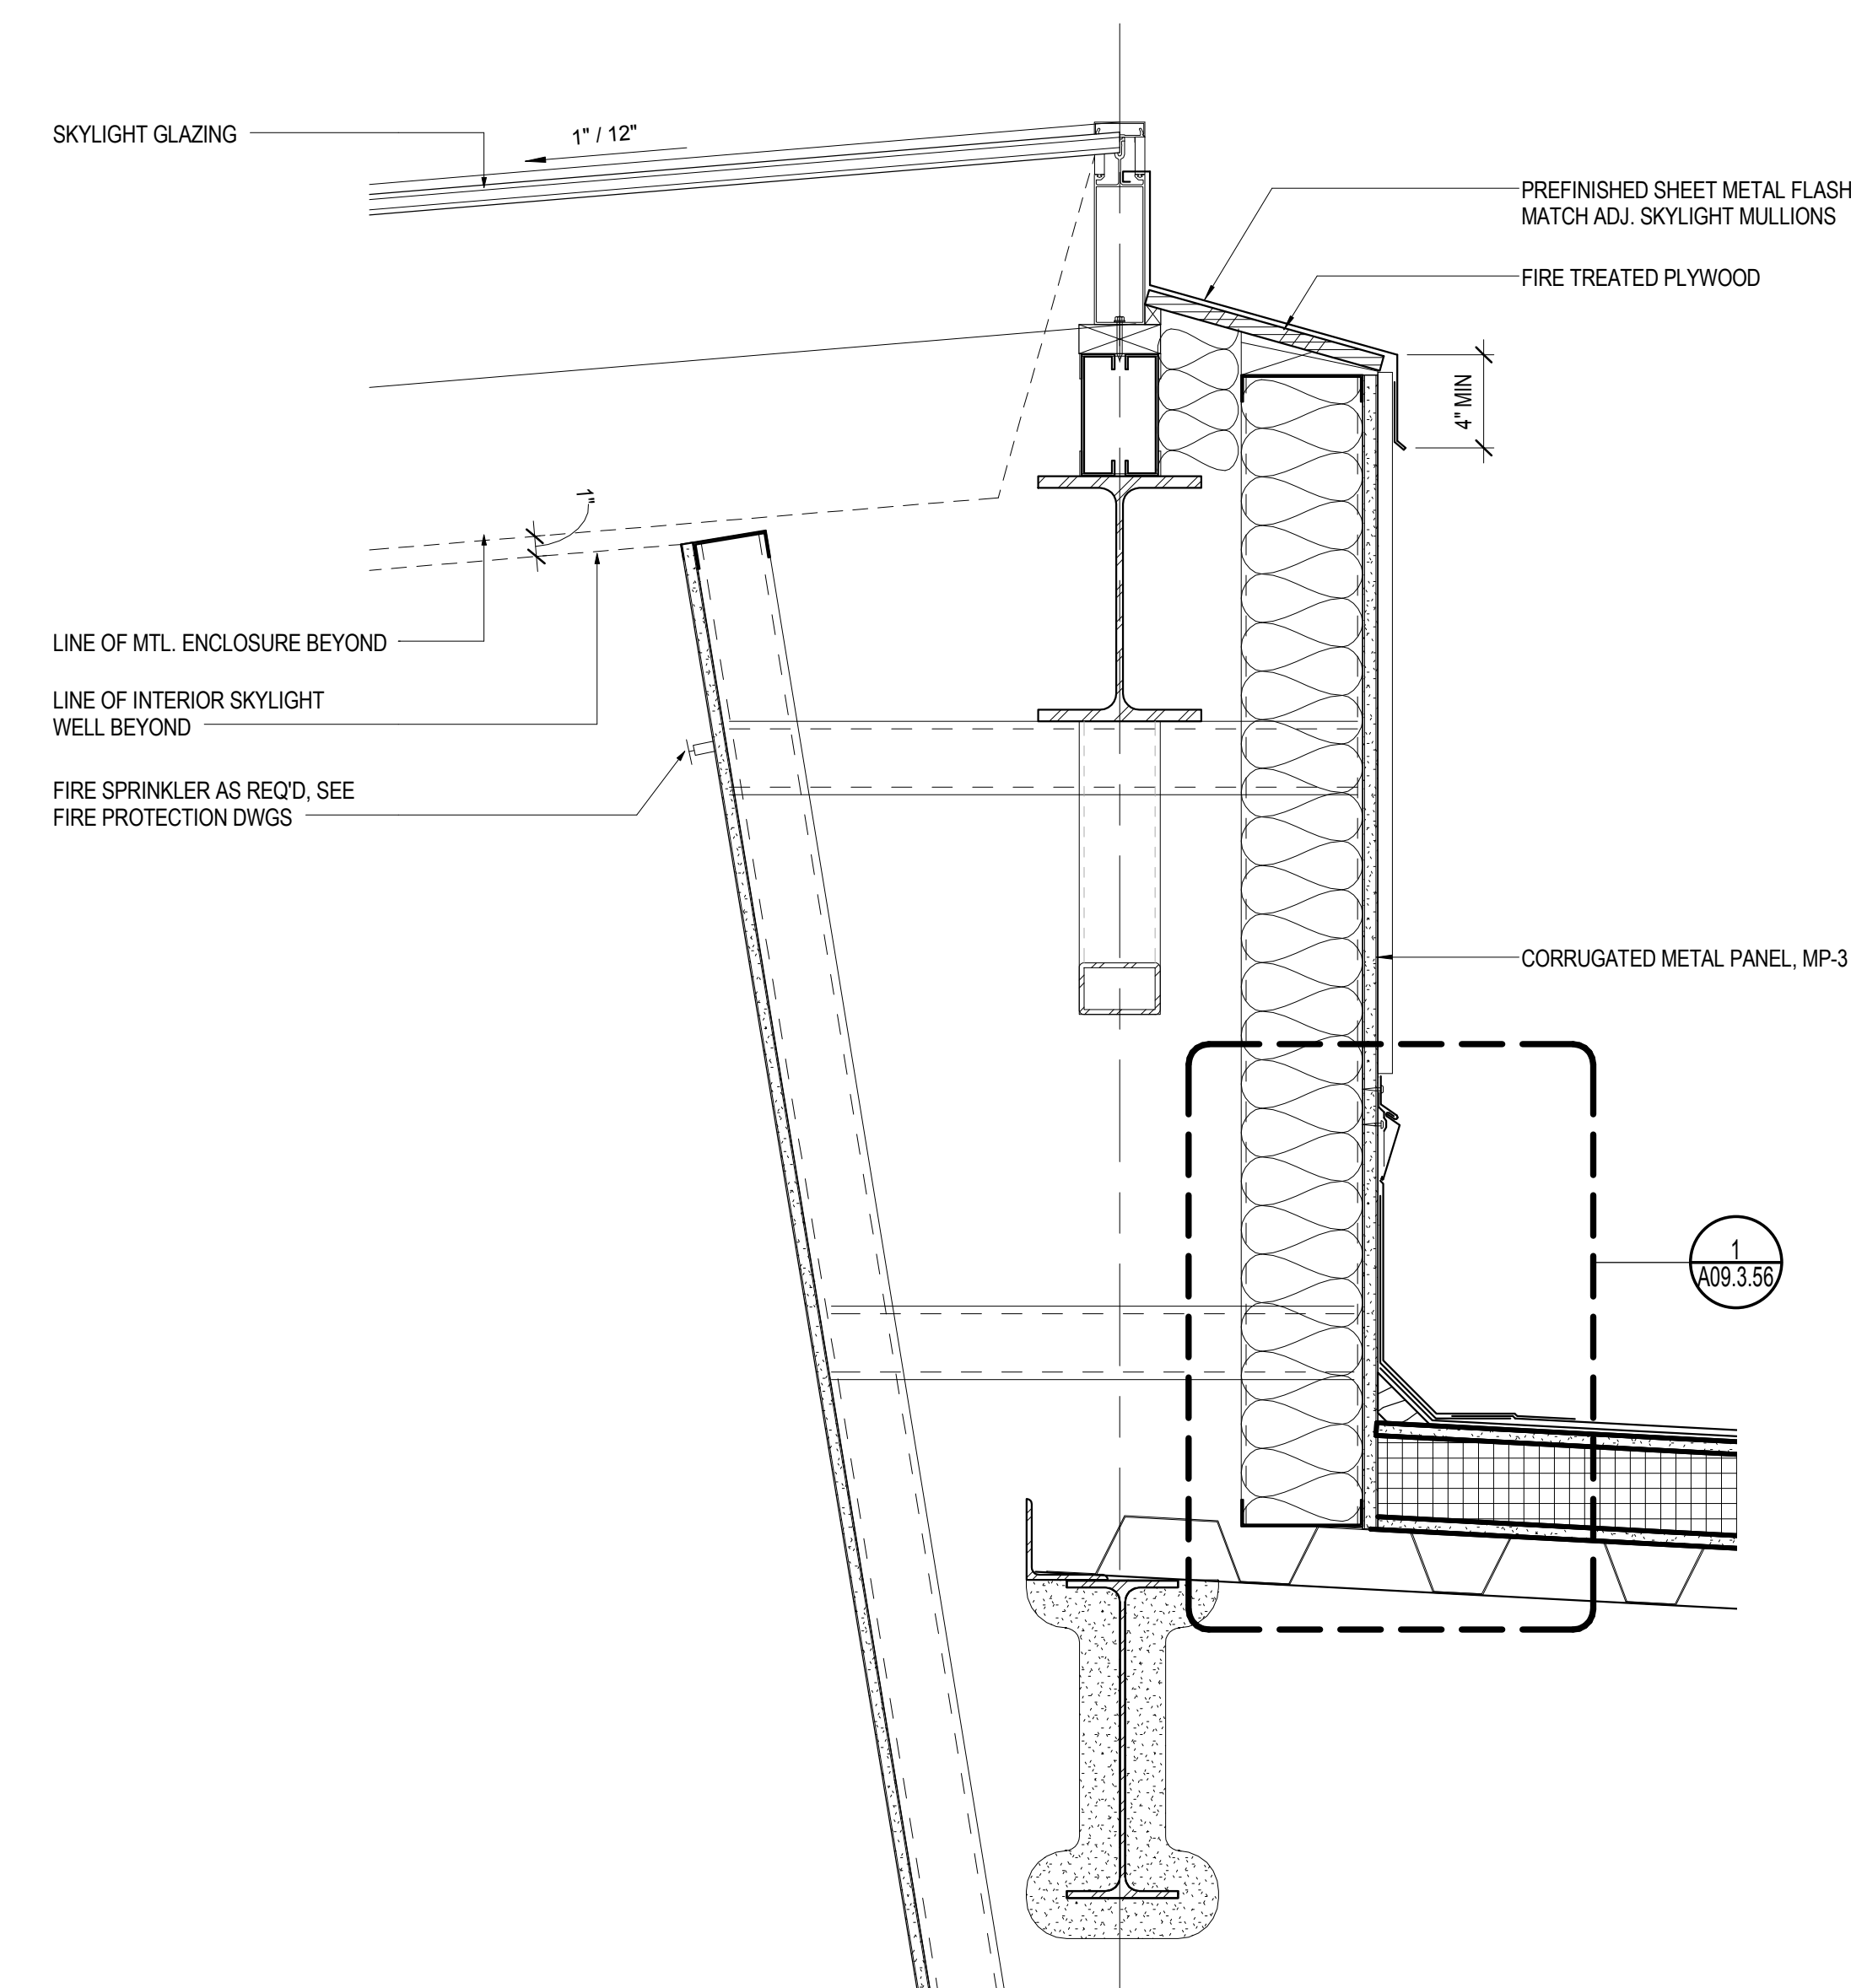 SKYLIGHT GLAZING
1" / 12"
PREFINISHED SHEET METAL FLASH
MATCH ADJ. SKYLIGHT MULLIONS
FIRE TREATED PLYWOOD
4" MIN
1"
LINE OF MTL. ENCLOSURE BEYOND
LINE OF INTERIOR SKYLIGHT
WELL BEYOND
FIRE SPRINKLER AS REQ'D, SEE
FIRE PROTECTION DWGS
CORRUGATED METAL PANEL, MP-3
1
A09.3.56